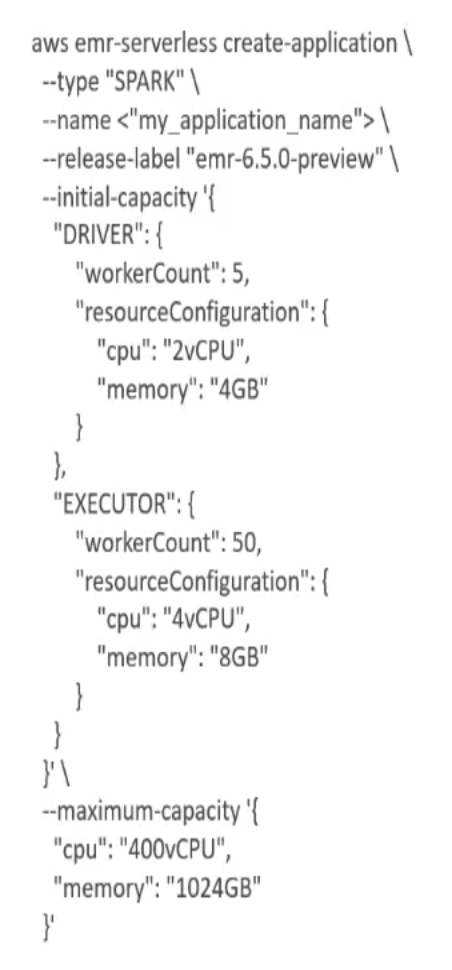 aws emr-serverless create-application \
--type "SPARK" \
--name <"my_application_name"> \
--release-label "emr-6.5.0-preview" \
--initial-capacity '{
"DRIVER": {
"workerCount": 5,
"resourceConfiguration": {
"cpu": "2vCPU",
"memory": "4GB"
}
},
"EXECUTOR": {
"workerCount": 50,
"resourceConfiguration": {
"cpu": "4vCPU",
"memory": "8GB"
}
}
}' \
--maximum-capacity '{
"cpu": "400vCPU",
"memory": "1024GB"
}'